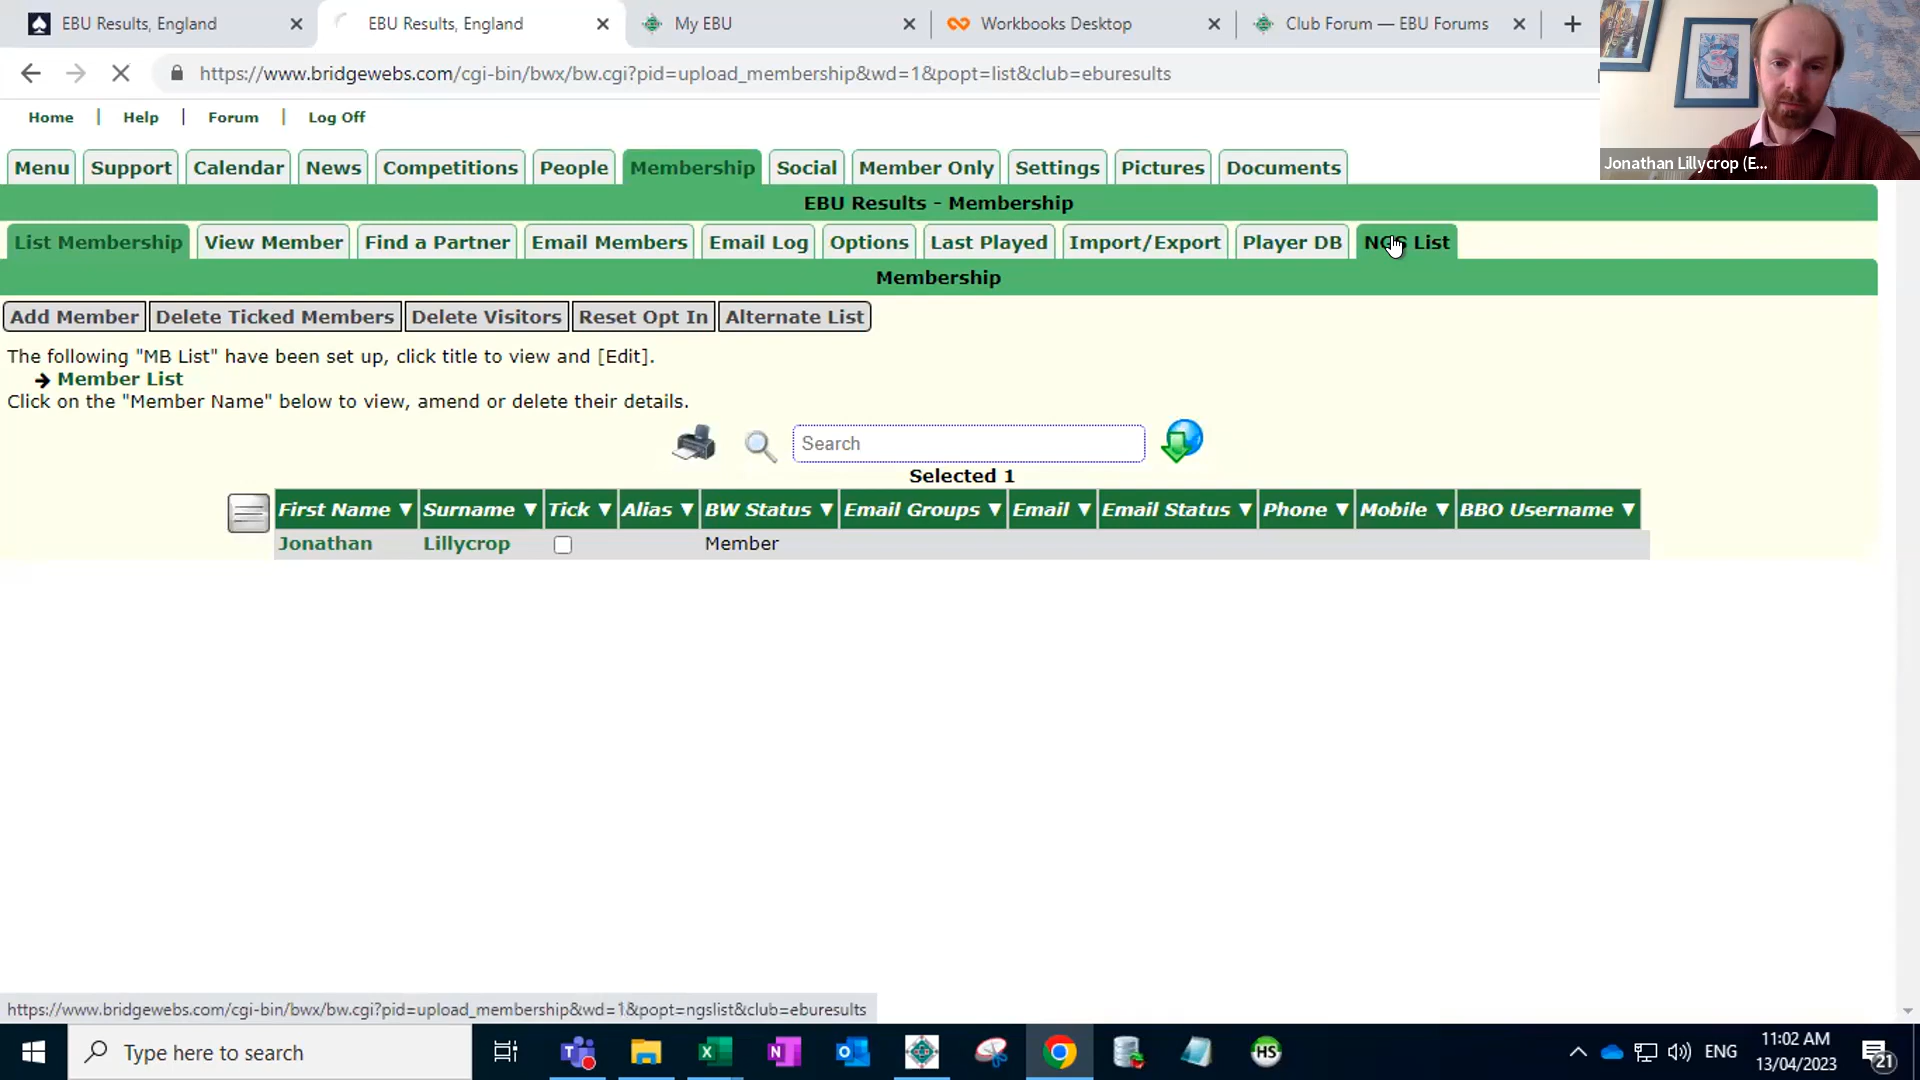 EBU Results, England
EBU Results, England
My EBU
Workbooks Desktop
Club Forum — EBU Forums
https://www.bridgewebs.com/cgi-bin/bwx/bw.cgi?pid=upload_membership&wd=1&popt=list&club=eburesults
Home | Help | Forum | Log Off
Jonathan Lillycrop (E...
Menu Support Calendar News Competitions People Membership Social Member Only Settings Pictures Documents
EBU Results - Membership
List Membership View Member Find a Partner Email Members Email Log Options Last Played Import/Export Player DB NGS List
Membership
Add Member Delete Ticked Members Delete Visitors Reset Opt In Alternate List
The following "MB List" have been set up, click title to view and [Edit].
Member List
Click on the "Member Name" below to view, amend or delete their details.
Search
Selected 1
First Name ▼ Surname ▼ Tick ▼ Alias ▼ BW Status ▼ Email Groups ▼ Email ▼ Email Status ▼ Phone ▼ Mobile ▼ BBO Username ▼
Jonathan Lillycrop Member
https://www.bridgewebs.com/cgi-bin/bwx/bw.cgi?pid=upload_membership&wd=1&popt=ngslist&club=eburesults
Type here to search
HS
ENG
11:02 AM
13/04/2023
21